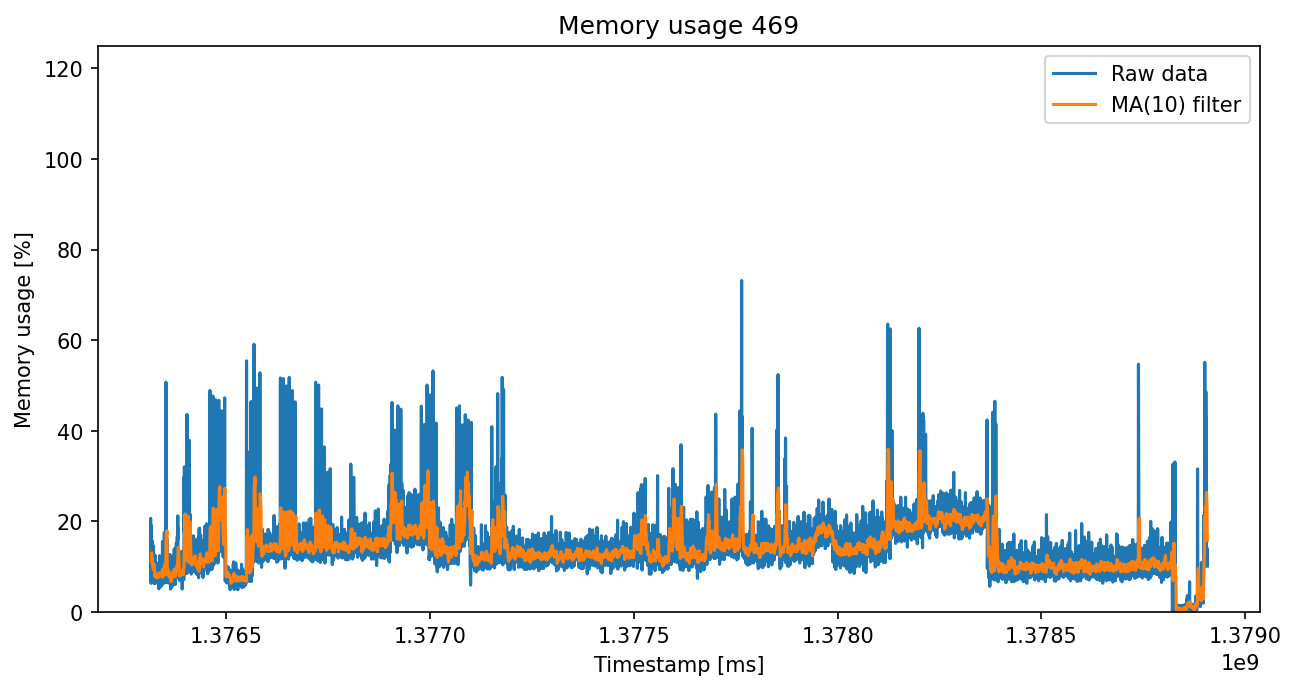 Memory usage 469
Raw data
MA(10) filter
Memory usage [%]
120
100
80
60
40
20
0
1.3765 1.3770 1.3775 1.3780 1.3785 1.3790
1e9
Timestamp [ms]